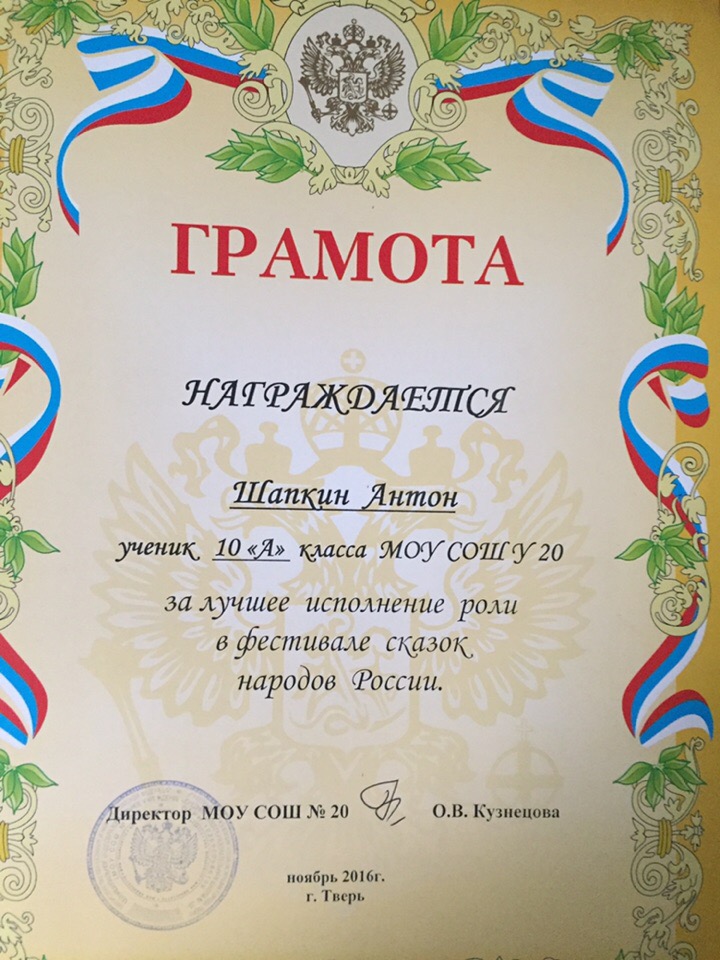 ГРАМОТА
НАГРАЖДАЕТСЯ
Шапкин Антон
ученик 10 «А» класса МОУ СОШ У 20
за лучшее исполнение роли
в фестивале сказок
народов России.
Директор МОУ СОШ № 20 О.В. Кузнецова
ноябрь 2016г.
г. Тверь